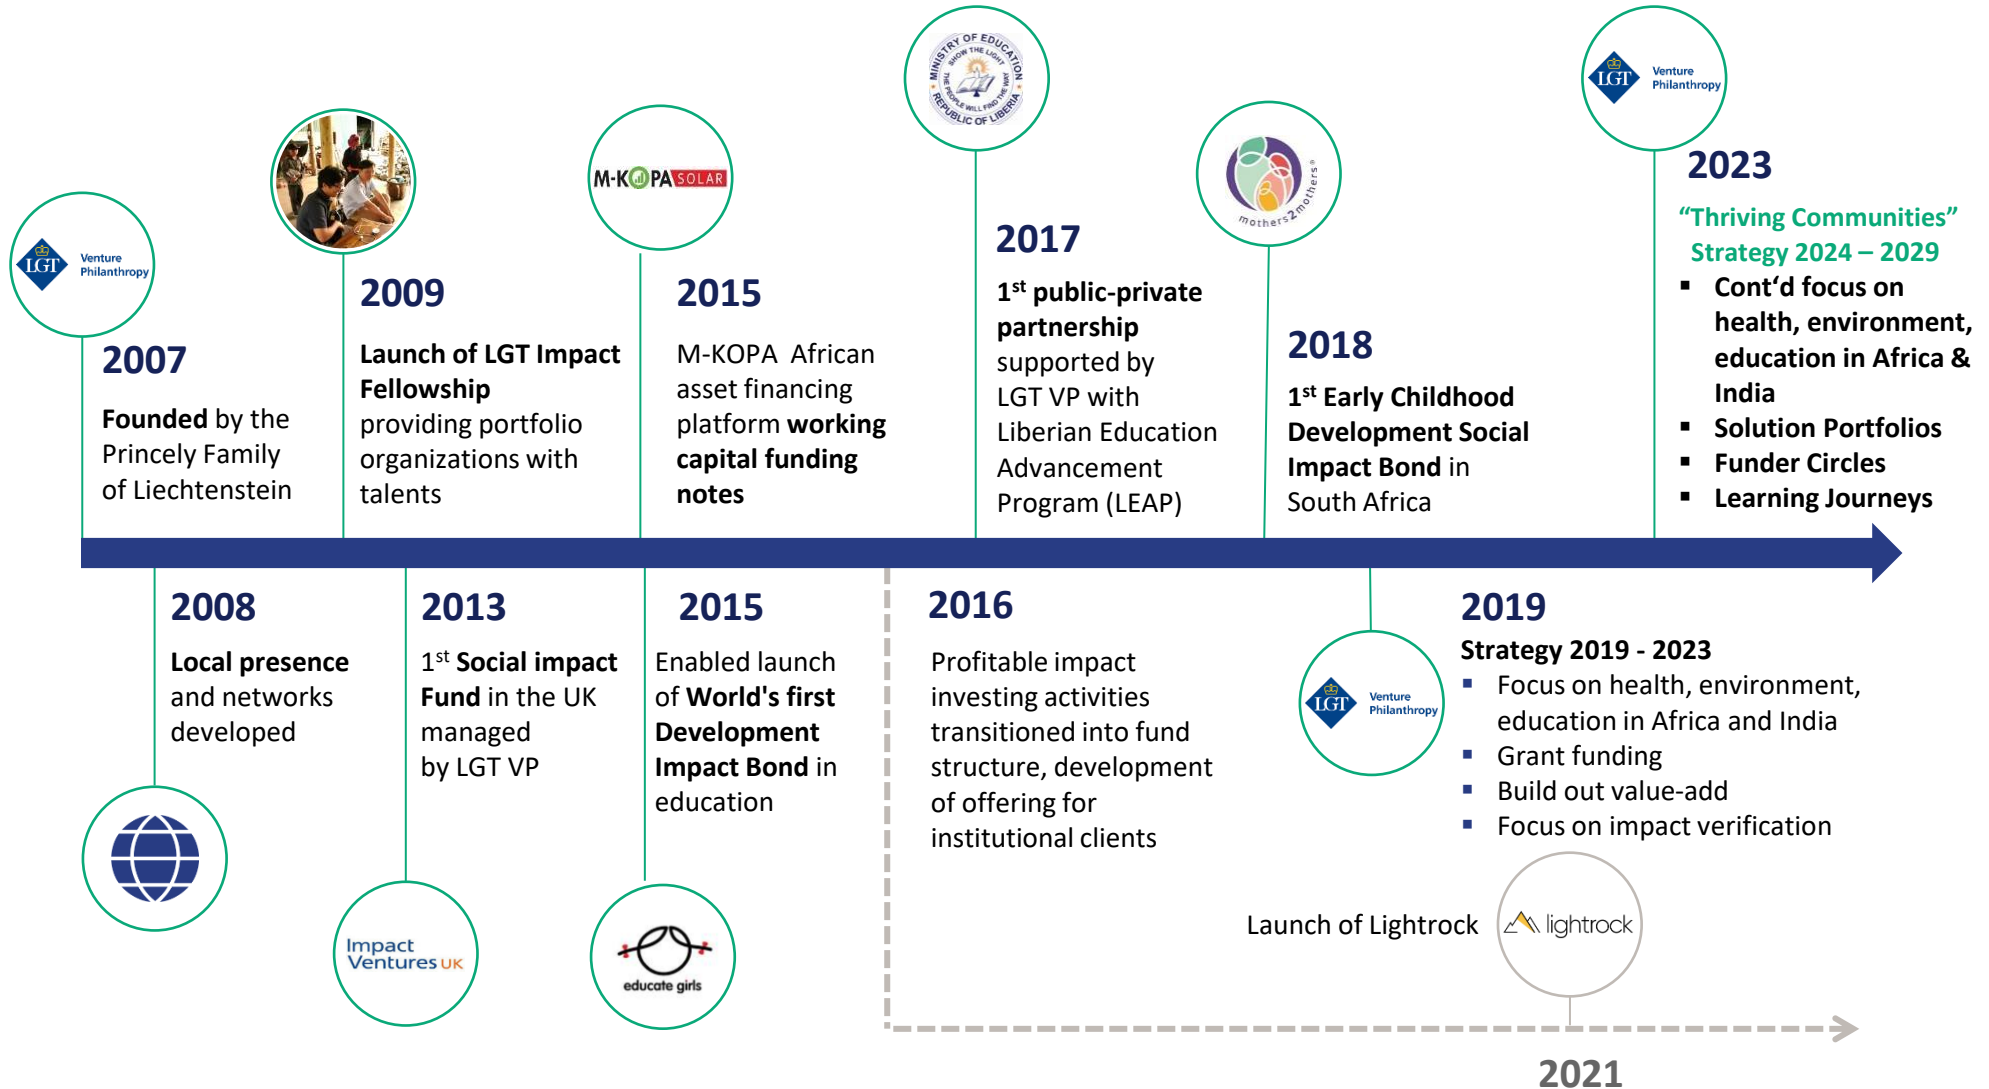 LGT
Venture
Philanthropy
2007
Founded by the
Princely Family
of Liechtenstein
2009
Launch of LGT Impact
Fellowship
providing portfolio
organizations with
talents
M-KOPA SOLAR
2015
M-KOPA African
asset financing
platform working
capital funding
notes
MINISTRY OF EDUCATION
SHOW THE LIGHT
THE PEOPLE WILL FIND THE WAY
REPUBLIC OF LIBERIA
2017
1st public-private
partnership
supported by
LGT VP with
Liberian Education
Advancement
Program (LEAP)
mothers2mothers®
2018
1st Early Childhood
Development Social
Impact Bond in
South Africa
LGT
Venture
Philanthropy
2023
“Thriving Communities”
Strategy 2024 – 2029
▪ Cont‘d focus on
health, environment,
education in Africa &
India
▪ Solution Portfolios
▪ Funder Circles
▪ Learning Journeys
2008
Local presence
and networks
developed
2013
1st Social impact
Fund in the UK
managed
by LGT VP
Impact
Ventures UK
2015
Enabled launch
of World's first
Development
Impact Bond in
education
educate girls
2016
Profitable impact
investing activities
transitioned into fund
structure, development
of offering for
institutional clients
LGT
Venture
Philanthropy
2019
Strategy 2019 - 2023
▪ Focus on health, environment,
education in Africa and India
▪ Grant funding
▪ Build out value-add
▪ Focus on impact verification
Launch of Lightrock
lightrock
2021